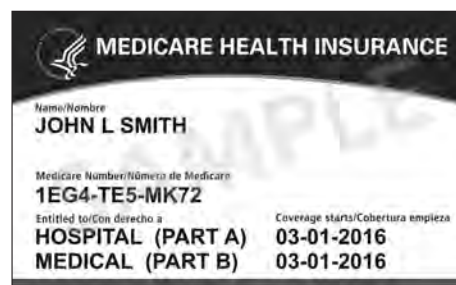 MEDICARE HEALTH INSURANCE
Name/Nombre
JOHN L SMITH
Medicare Number/Número de Medicare
1EG4-TE5-MK72
Entitled to/Con derecho a Coverage starts/Cobertura empieza
HOSPITAL (PART A) 03-01-2016
MEDICAL (PART B) 03-01-2016
SAMPLE